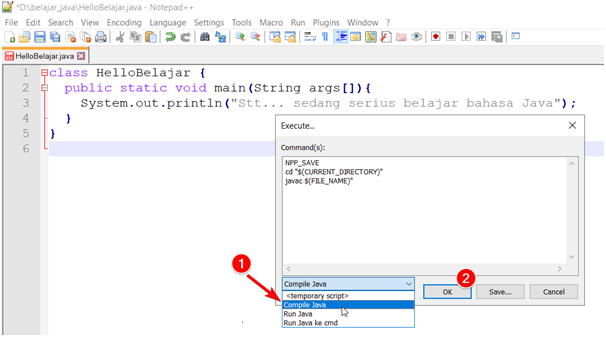 *D:\belajar_java\HelloBelajar.java - Notepad++
File Edit Search View Encoding Language Settings Tools Macro Run Plugins Window ?
HelloBelajar.java
1 class HelloBelajar {
2 public static void main(String args[]){
3 System.out.println("Stt... sedang serius belajar bahasa Java");
4 }
5 }
6
Execute...
Command(s):
NPP_SAVE
cd "$(CURRENT_DIRECTORY)"
javac $(FILE_NAME)"
1
2
Compile Java
OK Save... Cancel
<temporary script>
Compile Java
Run Java
Run Java ke cmd